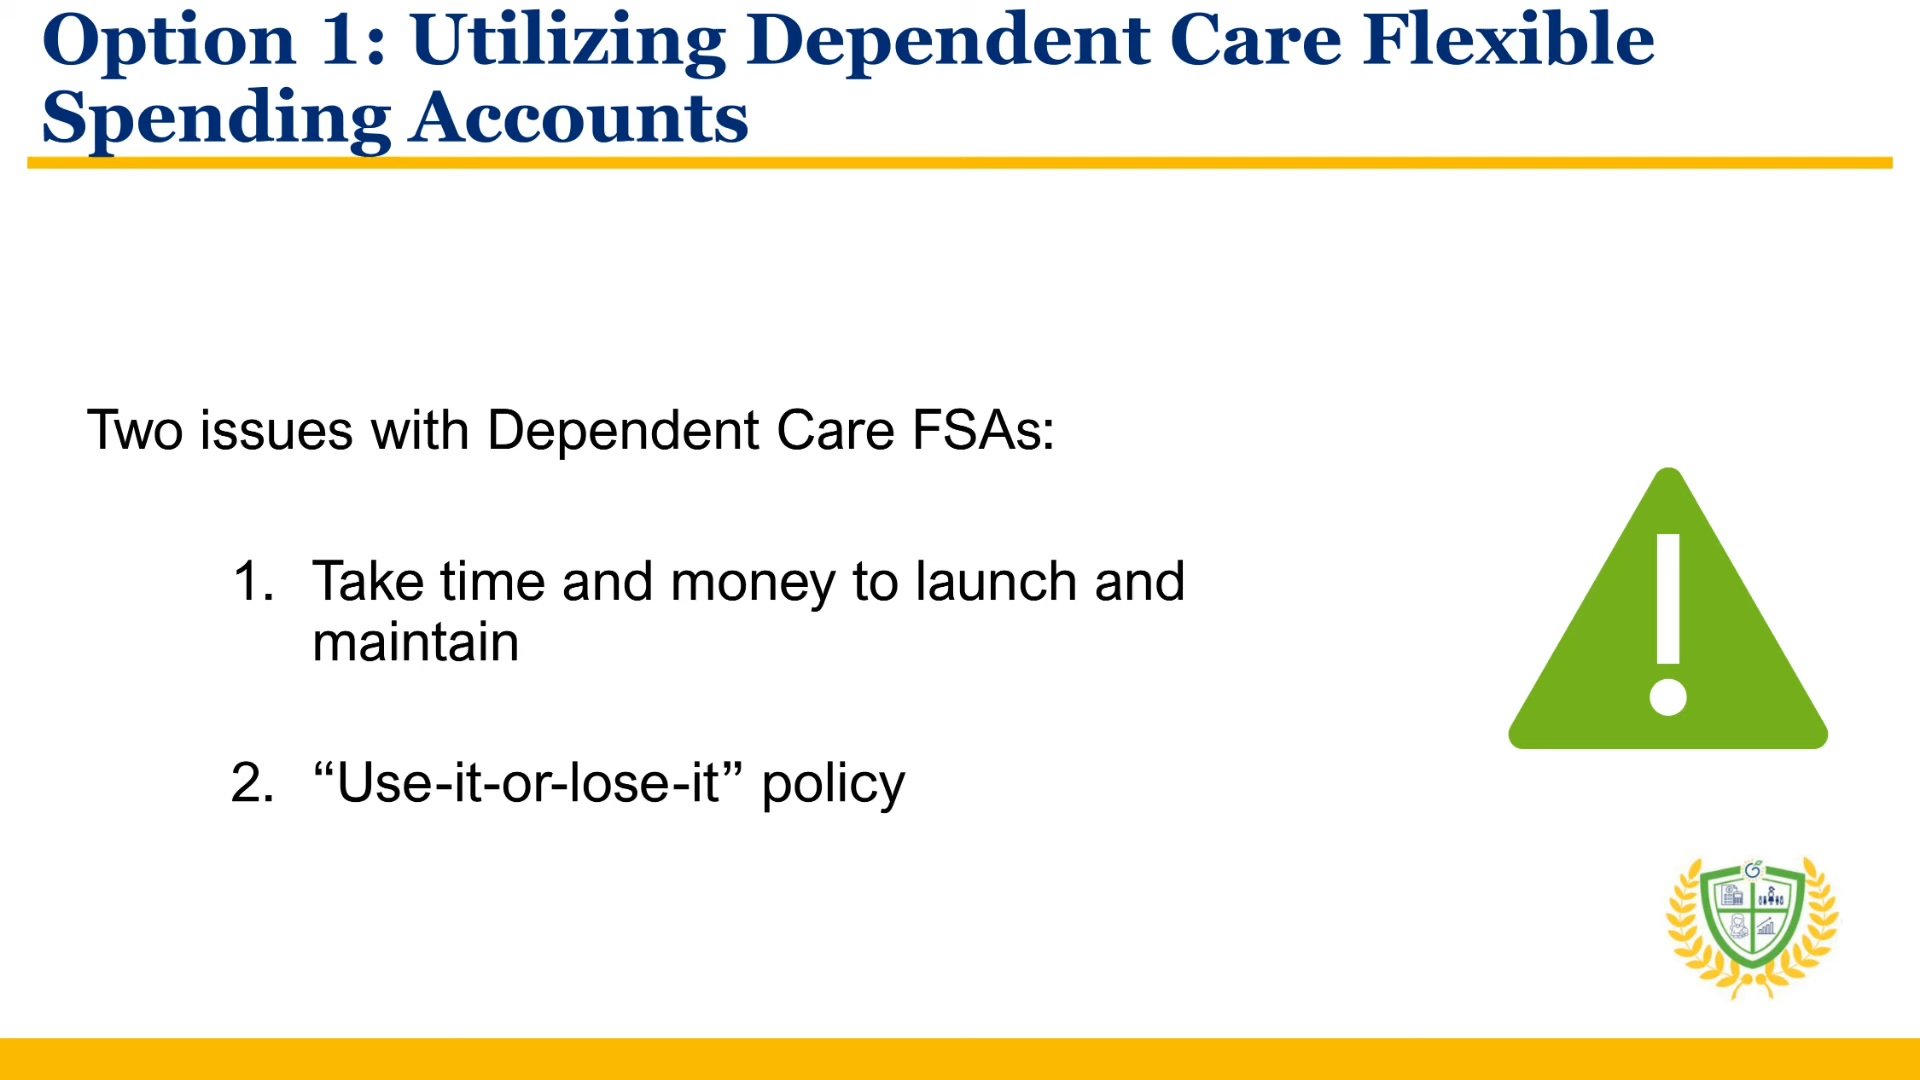 Option 1: Utilizing Dependent Care Flexible
Spending Accounts
Two issues with Dependent Care FSAs:
1. Take time and money to launch and
maintain
2. “Use-it-or-lose-it” policy